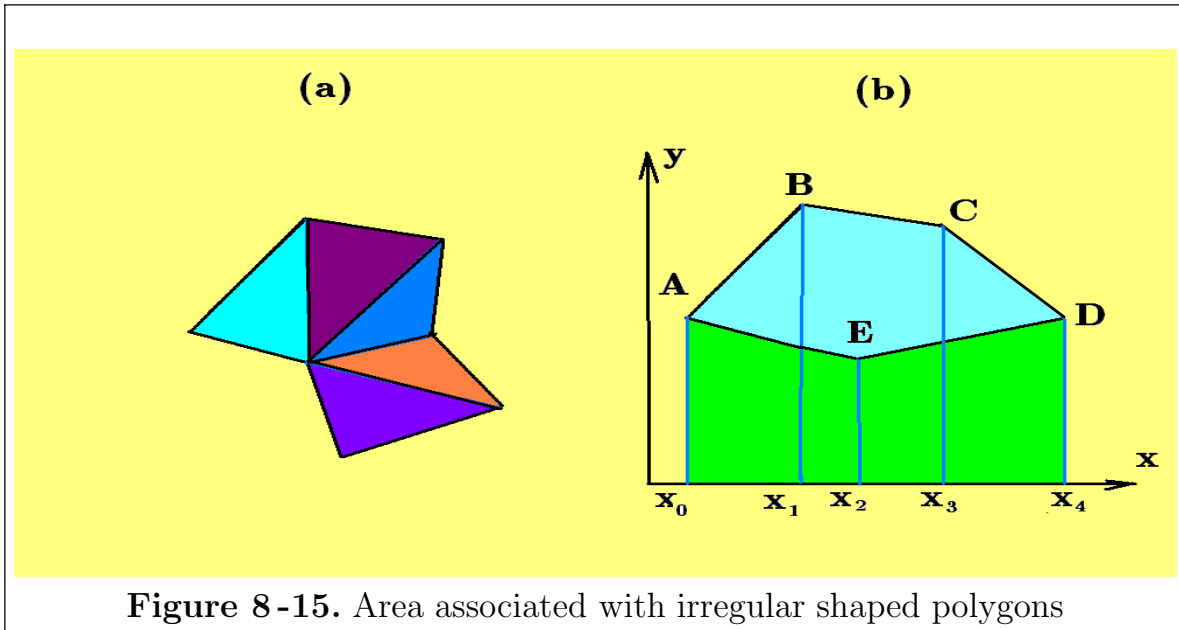 (a) (b)
y
B
C
A
E
D
x
x₀ x₁ x₂ x₃ x₄
Figure 8-15. Area associated with irregular shaped polygons